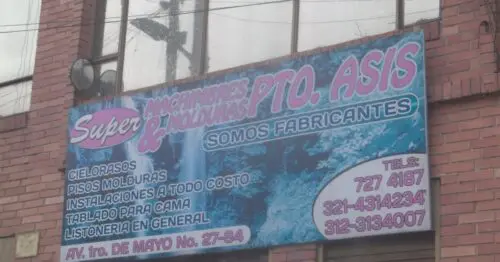 Super MACHIMBRES
& MOLDURAS PTO. ASIS
SOMOS FABRICANTES
CIELORASOS
PISOS MOLDURAS
INSTALACIONES A TODO COSTO
TABLADO PARA CAMA
LISTONERIA EN GENERAL
AV. 1ro. DE MAYO No. 27-84
TELS:
727 4187
321-4314234
312-3134007